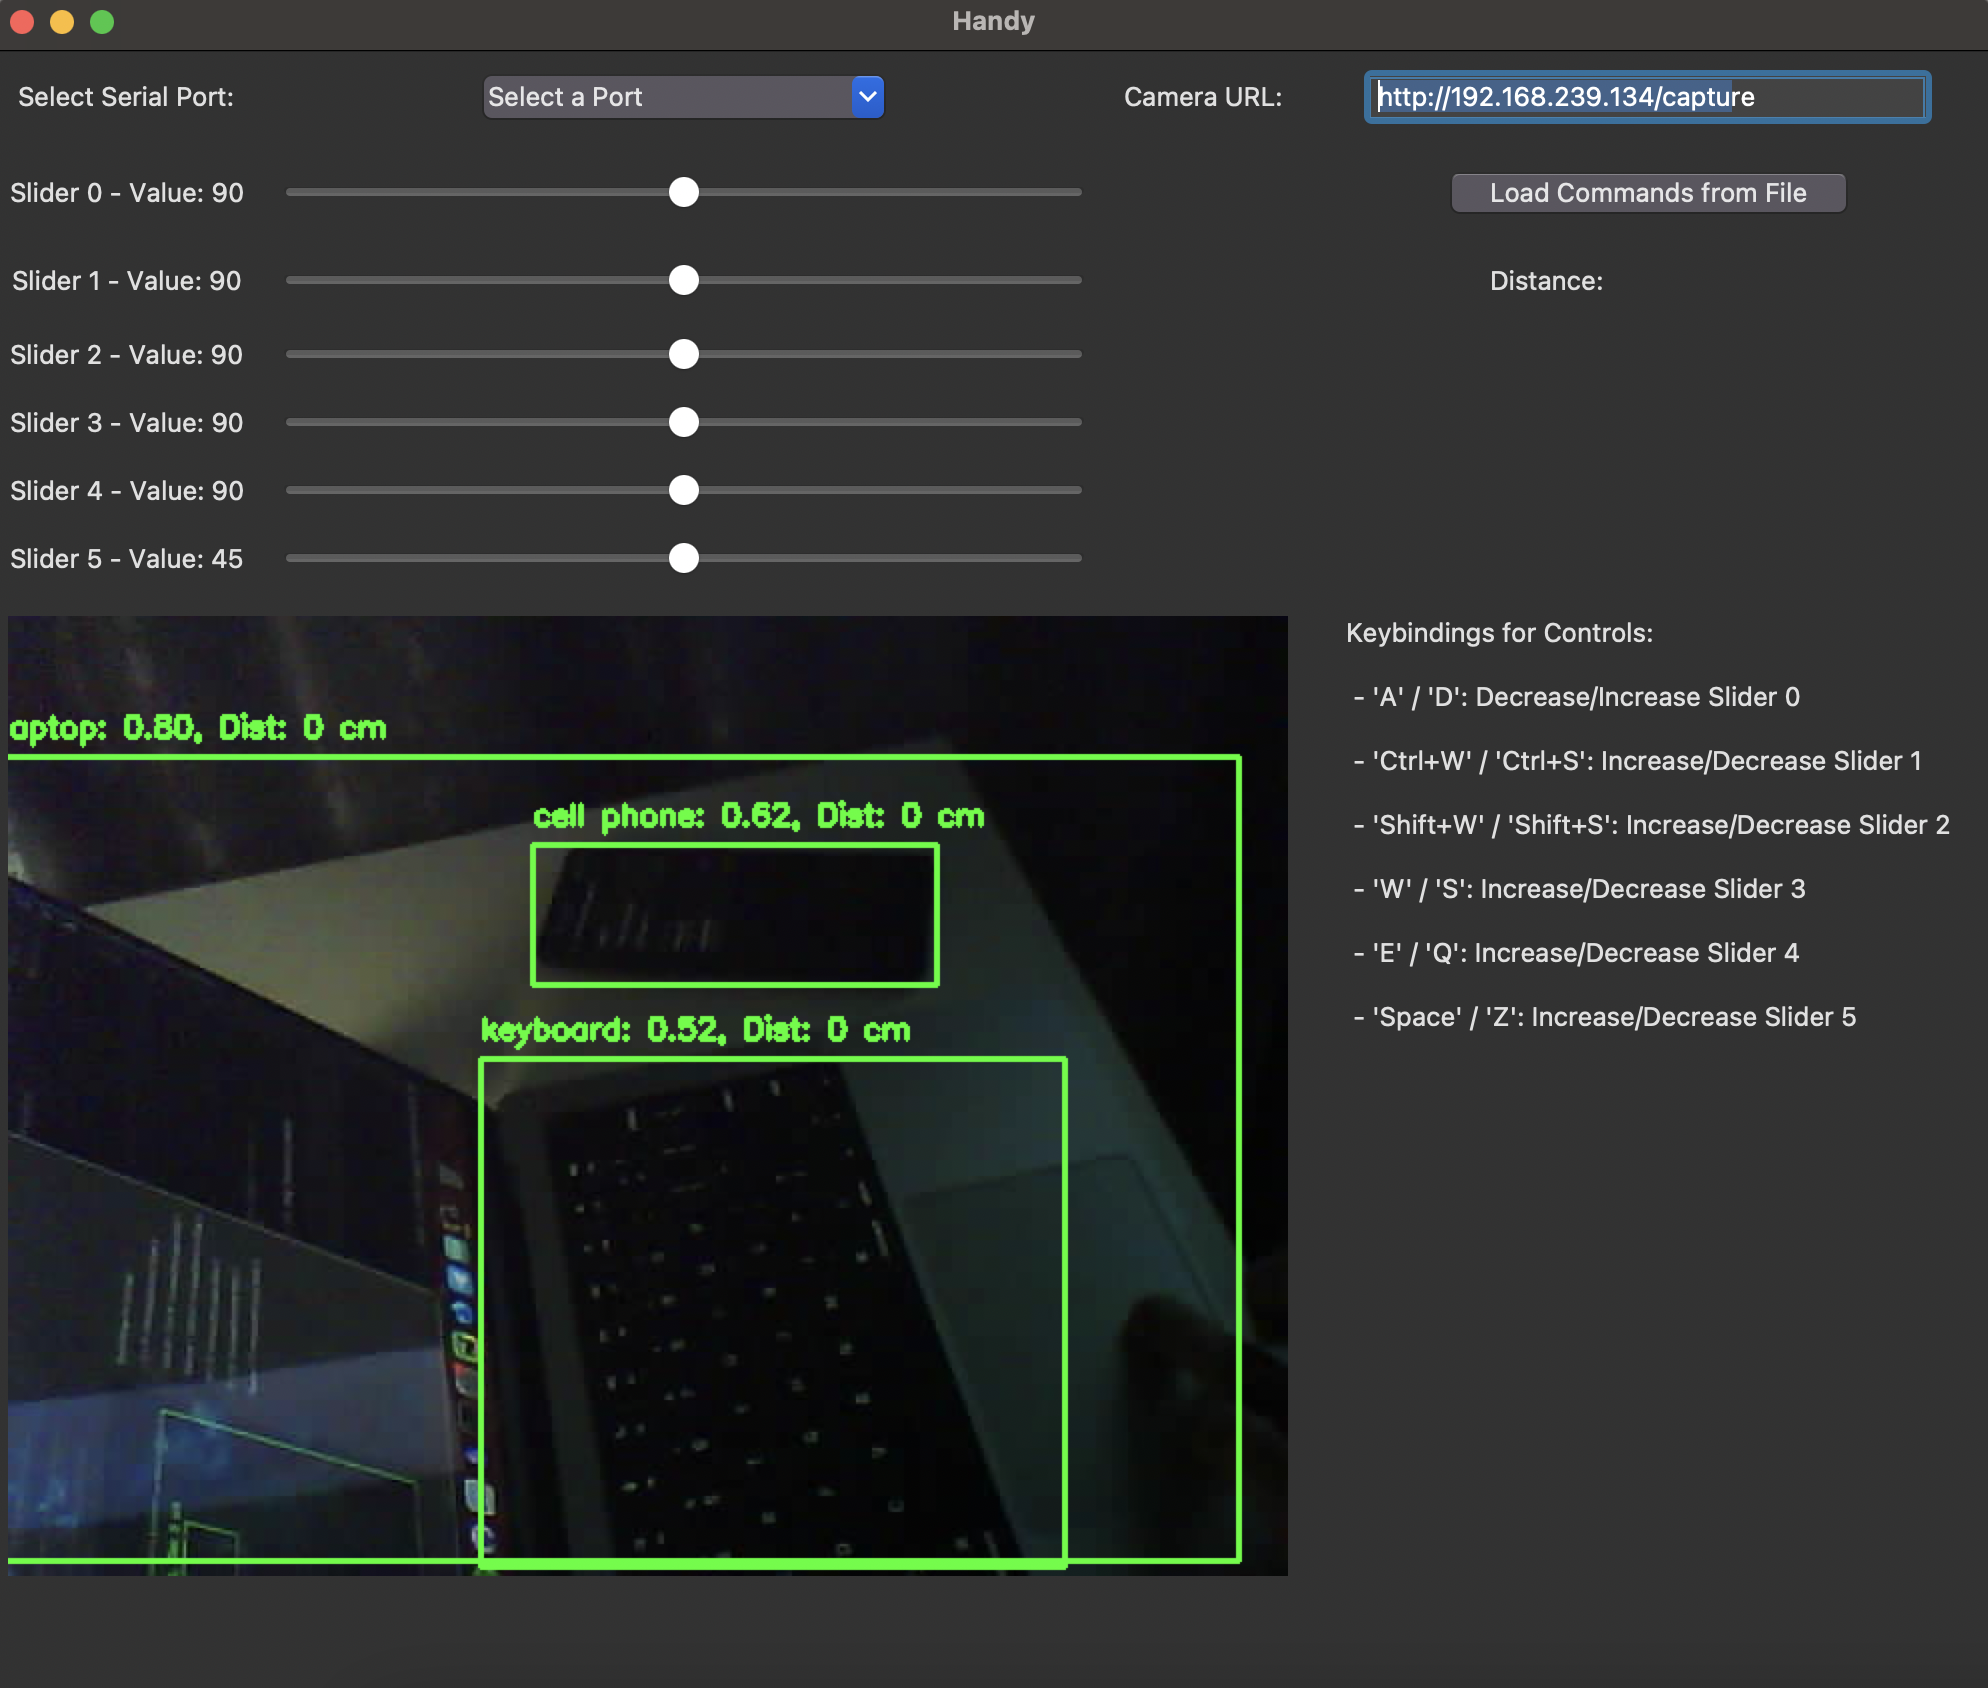 Handy
Select Serial Port:
Select a Port
Camera URL:
http://192.168.239.134/capture
Slider 0 - Value: 90
Load Commands from File
Slider 1 - Value: 90
Distance:
Slider 2 - Value: 90
Slider 3 - Value: 90
Slider 4 - Value: 90
Slider 5 - Value: 45
aptop: 0.80, Dist: 0 cm
cell phone: 0.62, Dist: 0 cm
keyboard: 0.52, Dist: 0 cm
Keybindings for Controls:
- 'A' / 'D': Decrease/Increase Slider 0
- 'Ctrl+W' / 'Ctrl+S': Increase/Decrease Slider 1
- 'Shift+W' / 'Shift+S': Increase/Decrease Slider 2
- 'W' / 'S': Increase/Decrease Slider 3
- 'E' / 'Q': Increase/Decrease Slider 4
- 'Space' / 'Z': Increase/Decrease Slider 5